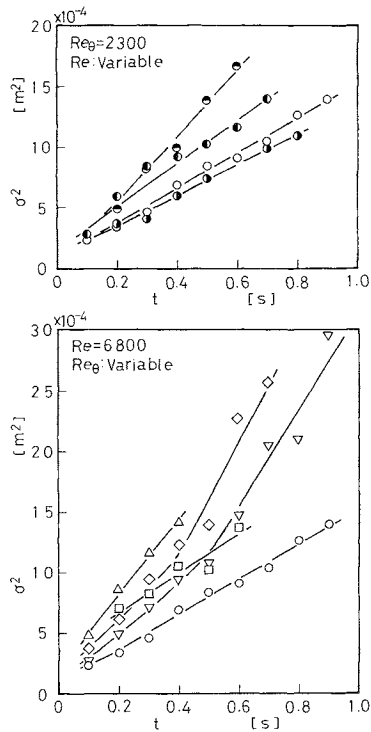 ×10⁻⁴
20
Re_θ=2300
Re:Variable
15
[m²]
10
σ²
5
0
0 0.2 0.4 0.6 0.8 1.0
t [s]
×10⁻⁴
30
Re=6800
Re_θ:Variable
25
[m²]
20
15
10
σ²
5
0
0 0.2 0.4 0.6 0.8 1.0
t [s]